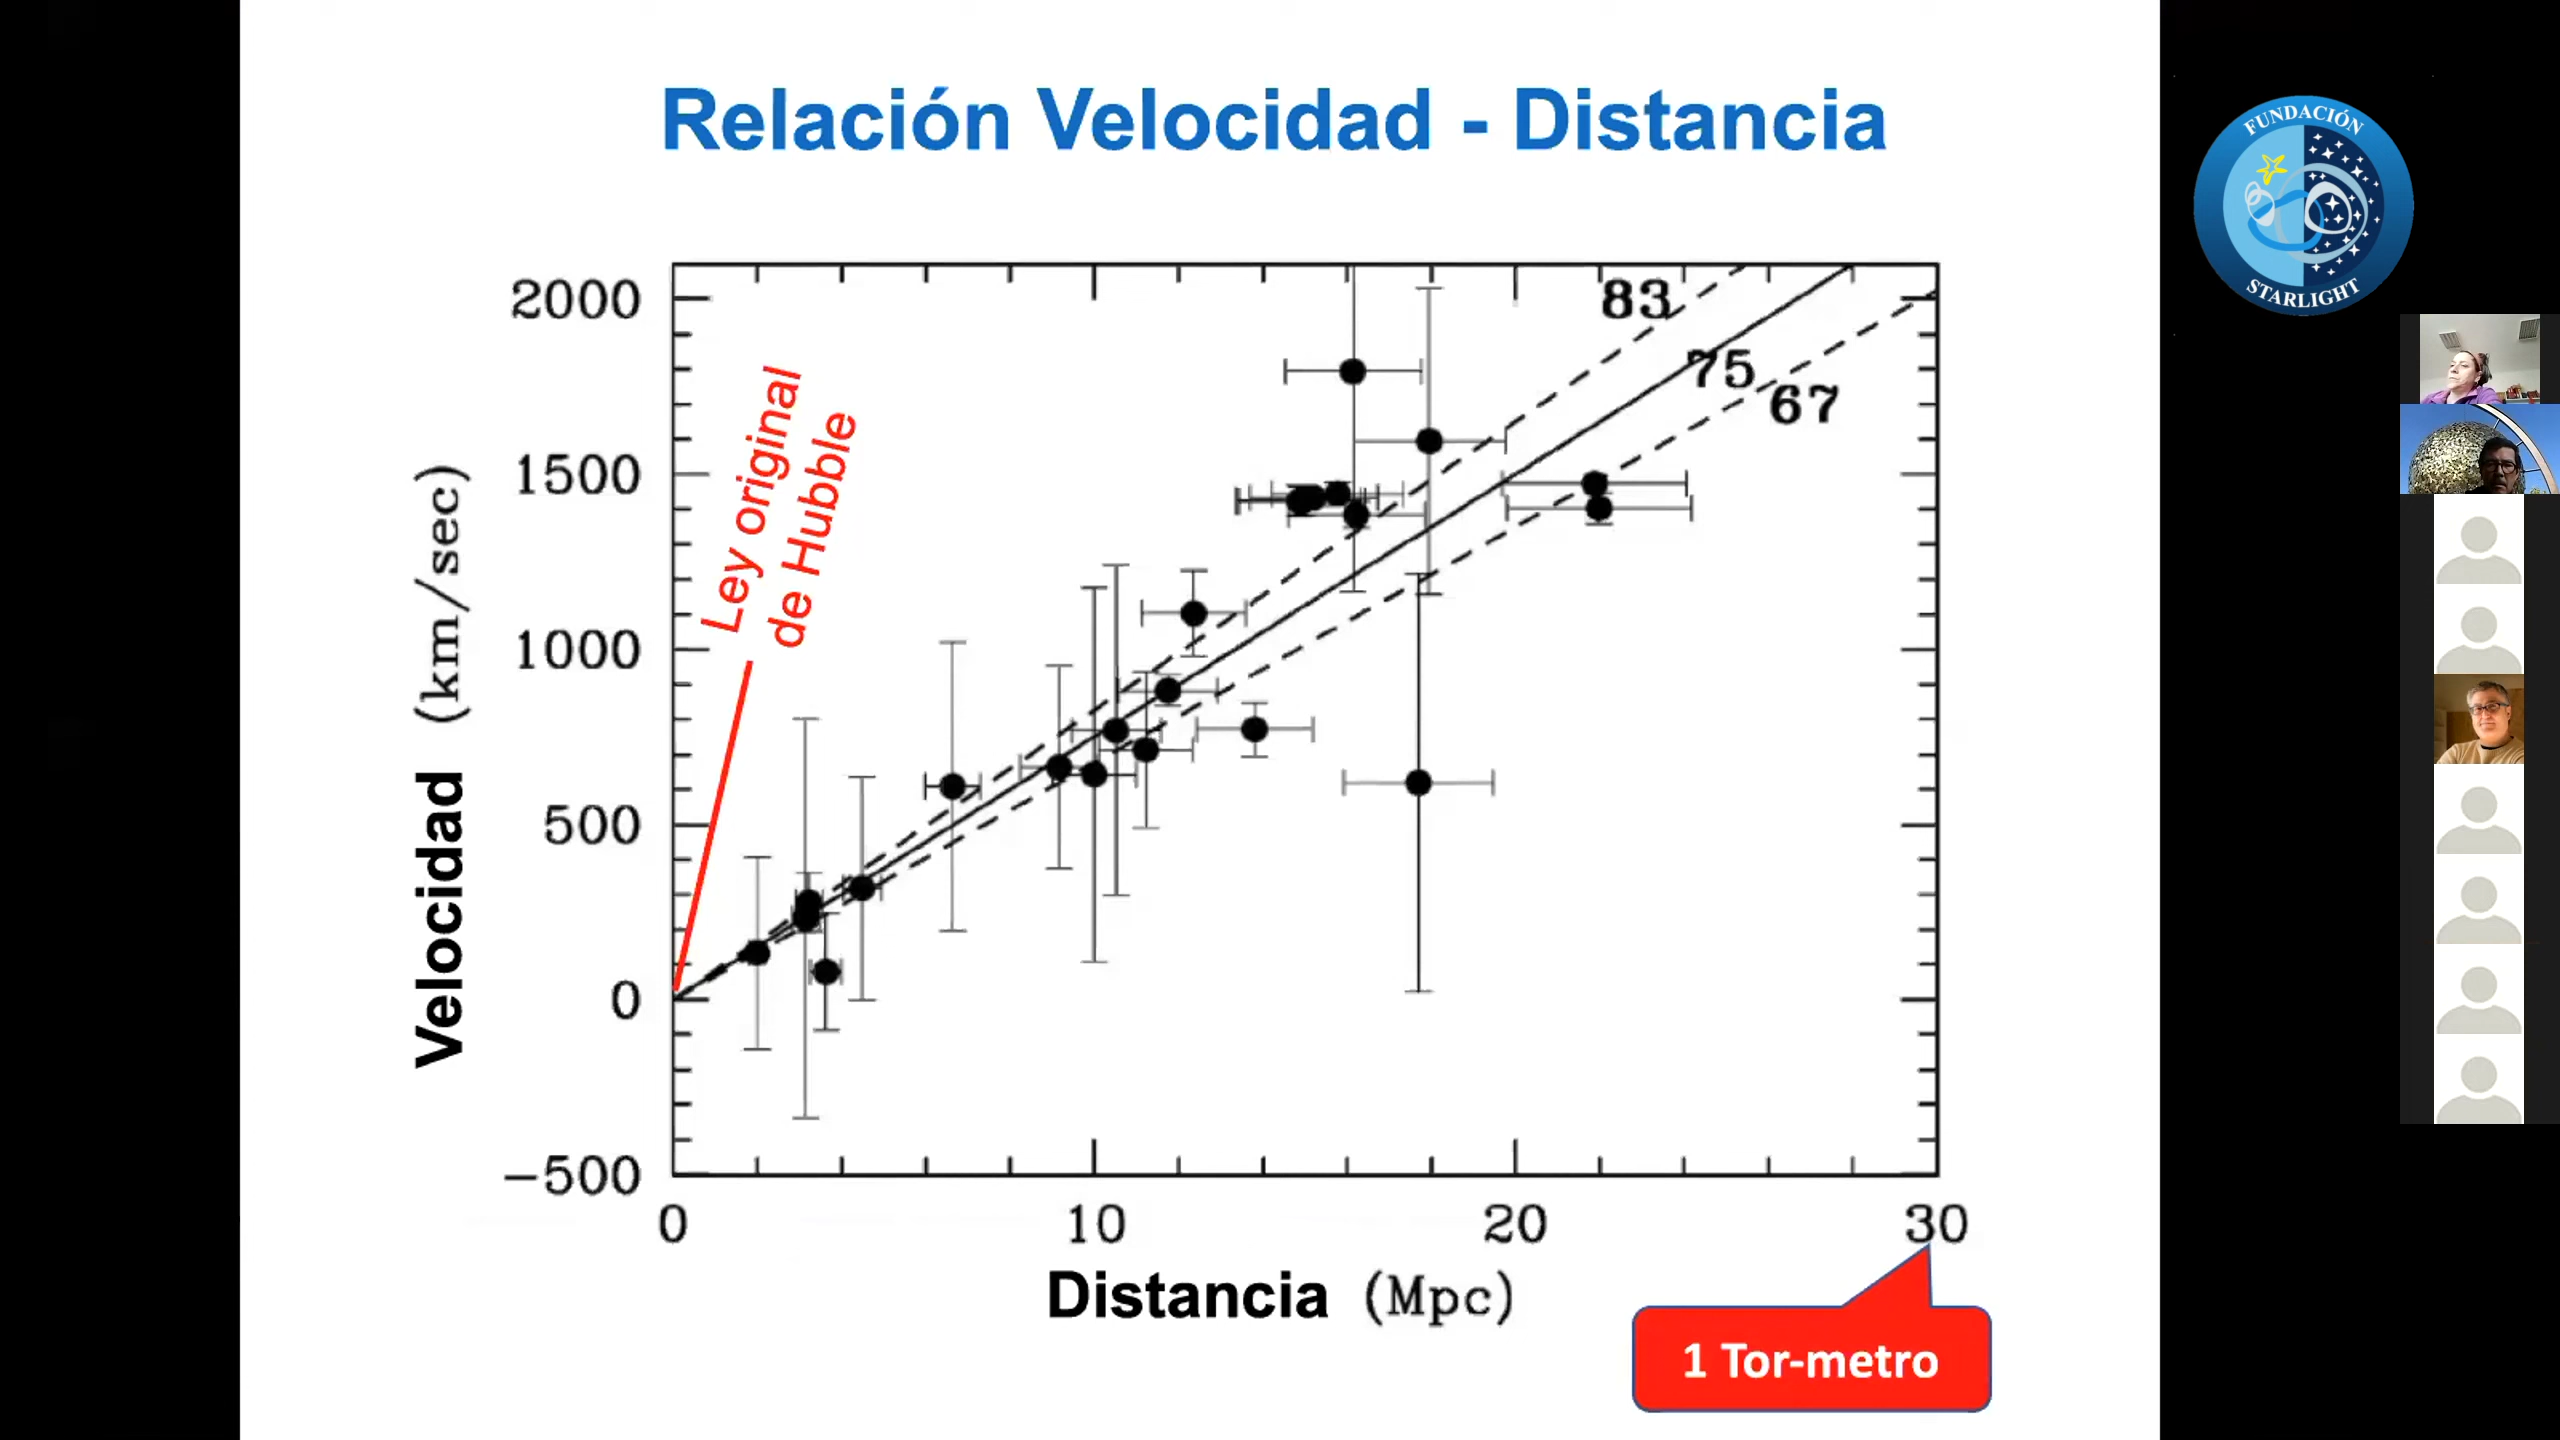 Relación Velocidad - Distancia
FUNDACIÓN
STARLIGHT
Velocidad (km/sec)
2000
1500
1000
500
0
−500
Ley original
de Hubble
83
75
67
0
10
20
30
Distancia (Mpc)
1 Tor-metro